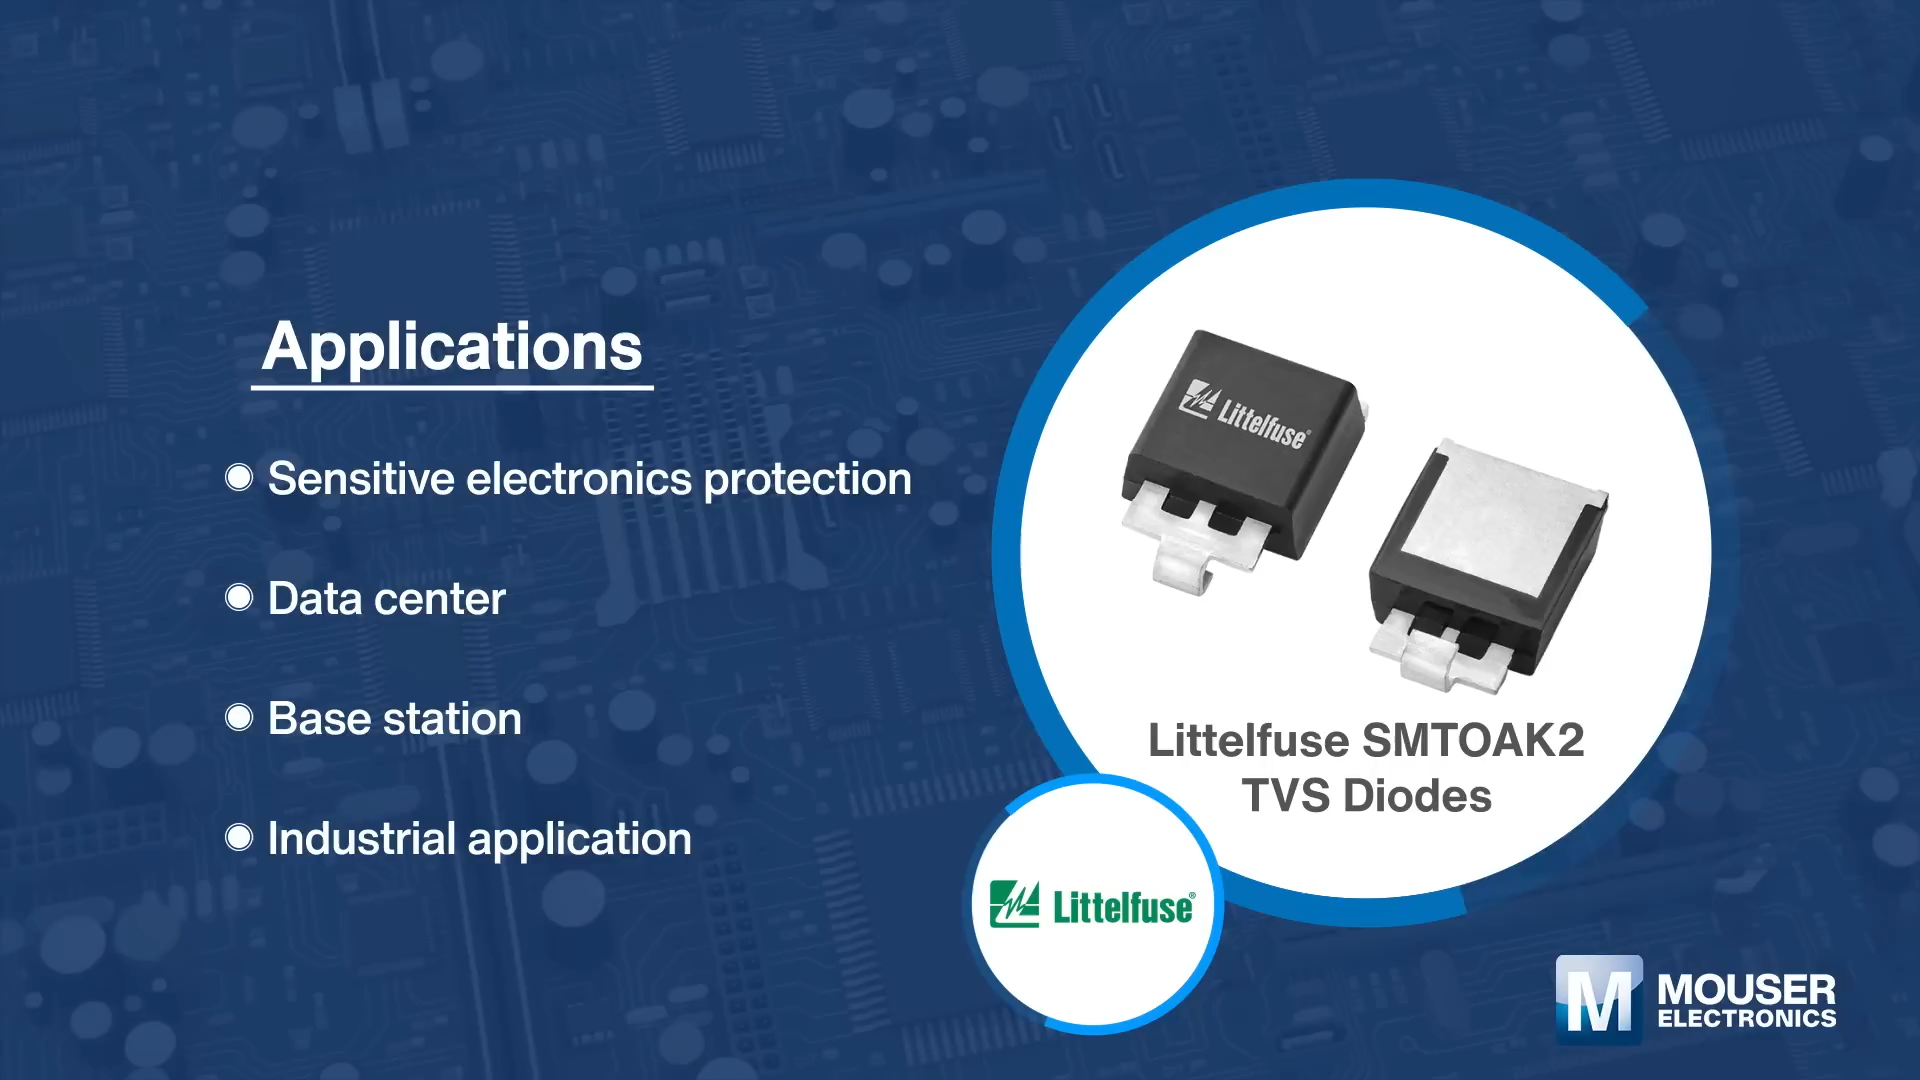 Applications
Sensitive electronics protection
Data center
Base station
Industrial application
Littelfuse®
Littelfuse SMTOAK2
TVS Diodes
Littelfuse®
M
MOUSER
ELECTRONICS